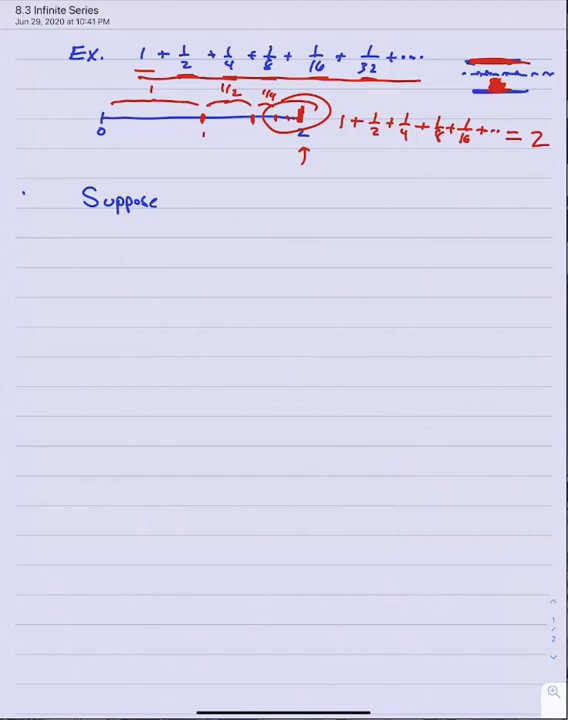 8.3 Infinite Series
Jun 29, 2020 at 10:41 PM
Ex. 1 + 1/2 + 1/4 + 1/8 + 1/16 + 1/32 + ...
1 1/2 1/4
0 1 2
1 + 1/2 + 1/4 + 1/8 + 1/16 + ... = 2
Suppose
1
/
2